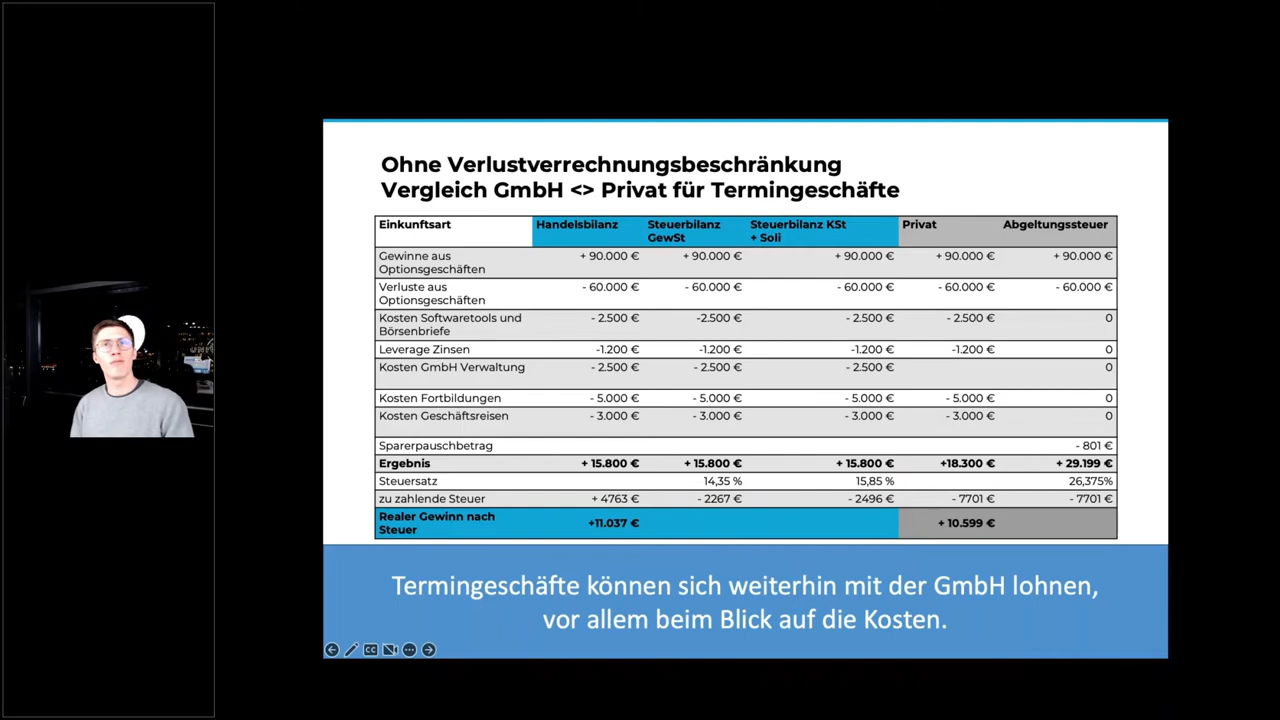 Ohne Verlustverrechnungsbeschränkung
Vergleich GmbH <> Privat für Termingeschäfte
Einkunftsart Handelsbilanz Steuerbilanz GewSt Steuerbilanz KSt + Soli Privat Abgeltungssteuer
Gewinne aus Optionsgeschäften + 90.000 € + 90.000 € + 90.000 € + 90.000 € + 90.000 €
Verluste aus Optionsgeschäften - 60.000 € - 60.000 € - 60.000 € - 60.000 € - 60.000 €
Kosten Softwaretools und Börsenbriefe - 2.500 € -2.500 € - 2.500 € - 2.500 € 0
Leverage Zinsen -1.200 € -1.200 € -1.200 € -1.200 € 0
Kosten GmbH Verwaltung - 2.500 € - 2.500 € - 2.500 € 0
Kosten Fortbildungen - 5.000 € - 5.000 € - 5.000 € - 5.000 € 0
Kosten Geschäftsreisen - 3.000 € - 3.000 € - 3.000 € - 3.000 € 0
Sparerpauschbetrag - 801 €
Ergebnis + 15.800 € + 15.800 € + 15.800 € +18.300 € + 29.199 €
Steuersatz 14,35 % 15,85 % 26,375%
zu zahlende Steuer + 4763 € - 2267 € - 2496 € - 7701 € - 7701 €
Realer Gewinn nach Steuer +11.037 € + 10.599 €
Termingeschäfte können sich weiterhin mit der GmbH lohnen,
vor allem beim Blick auf die Kosten.
CC